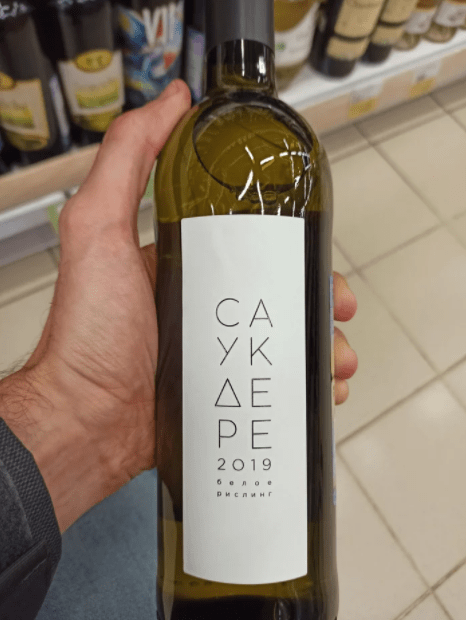 СА
УК
ДЕ
РЕ
2019
белое
рислинг